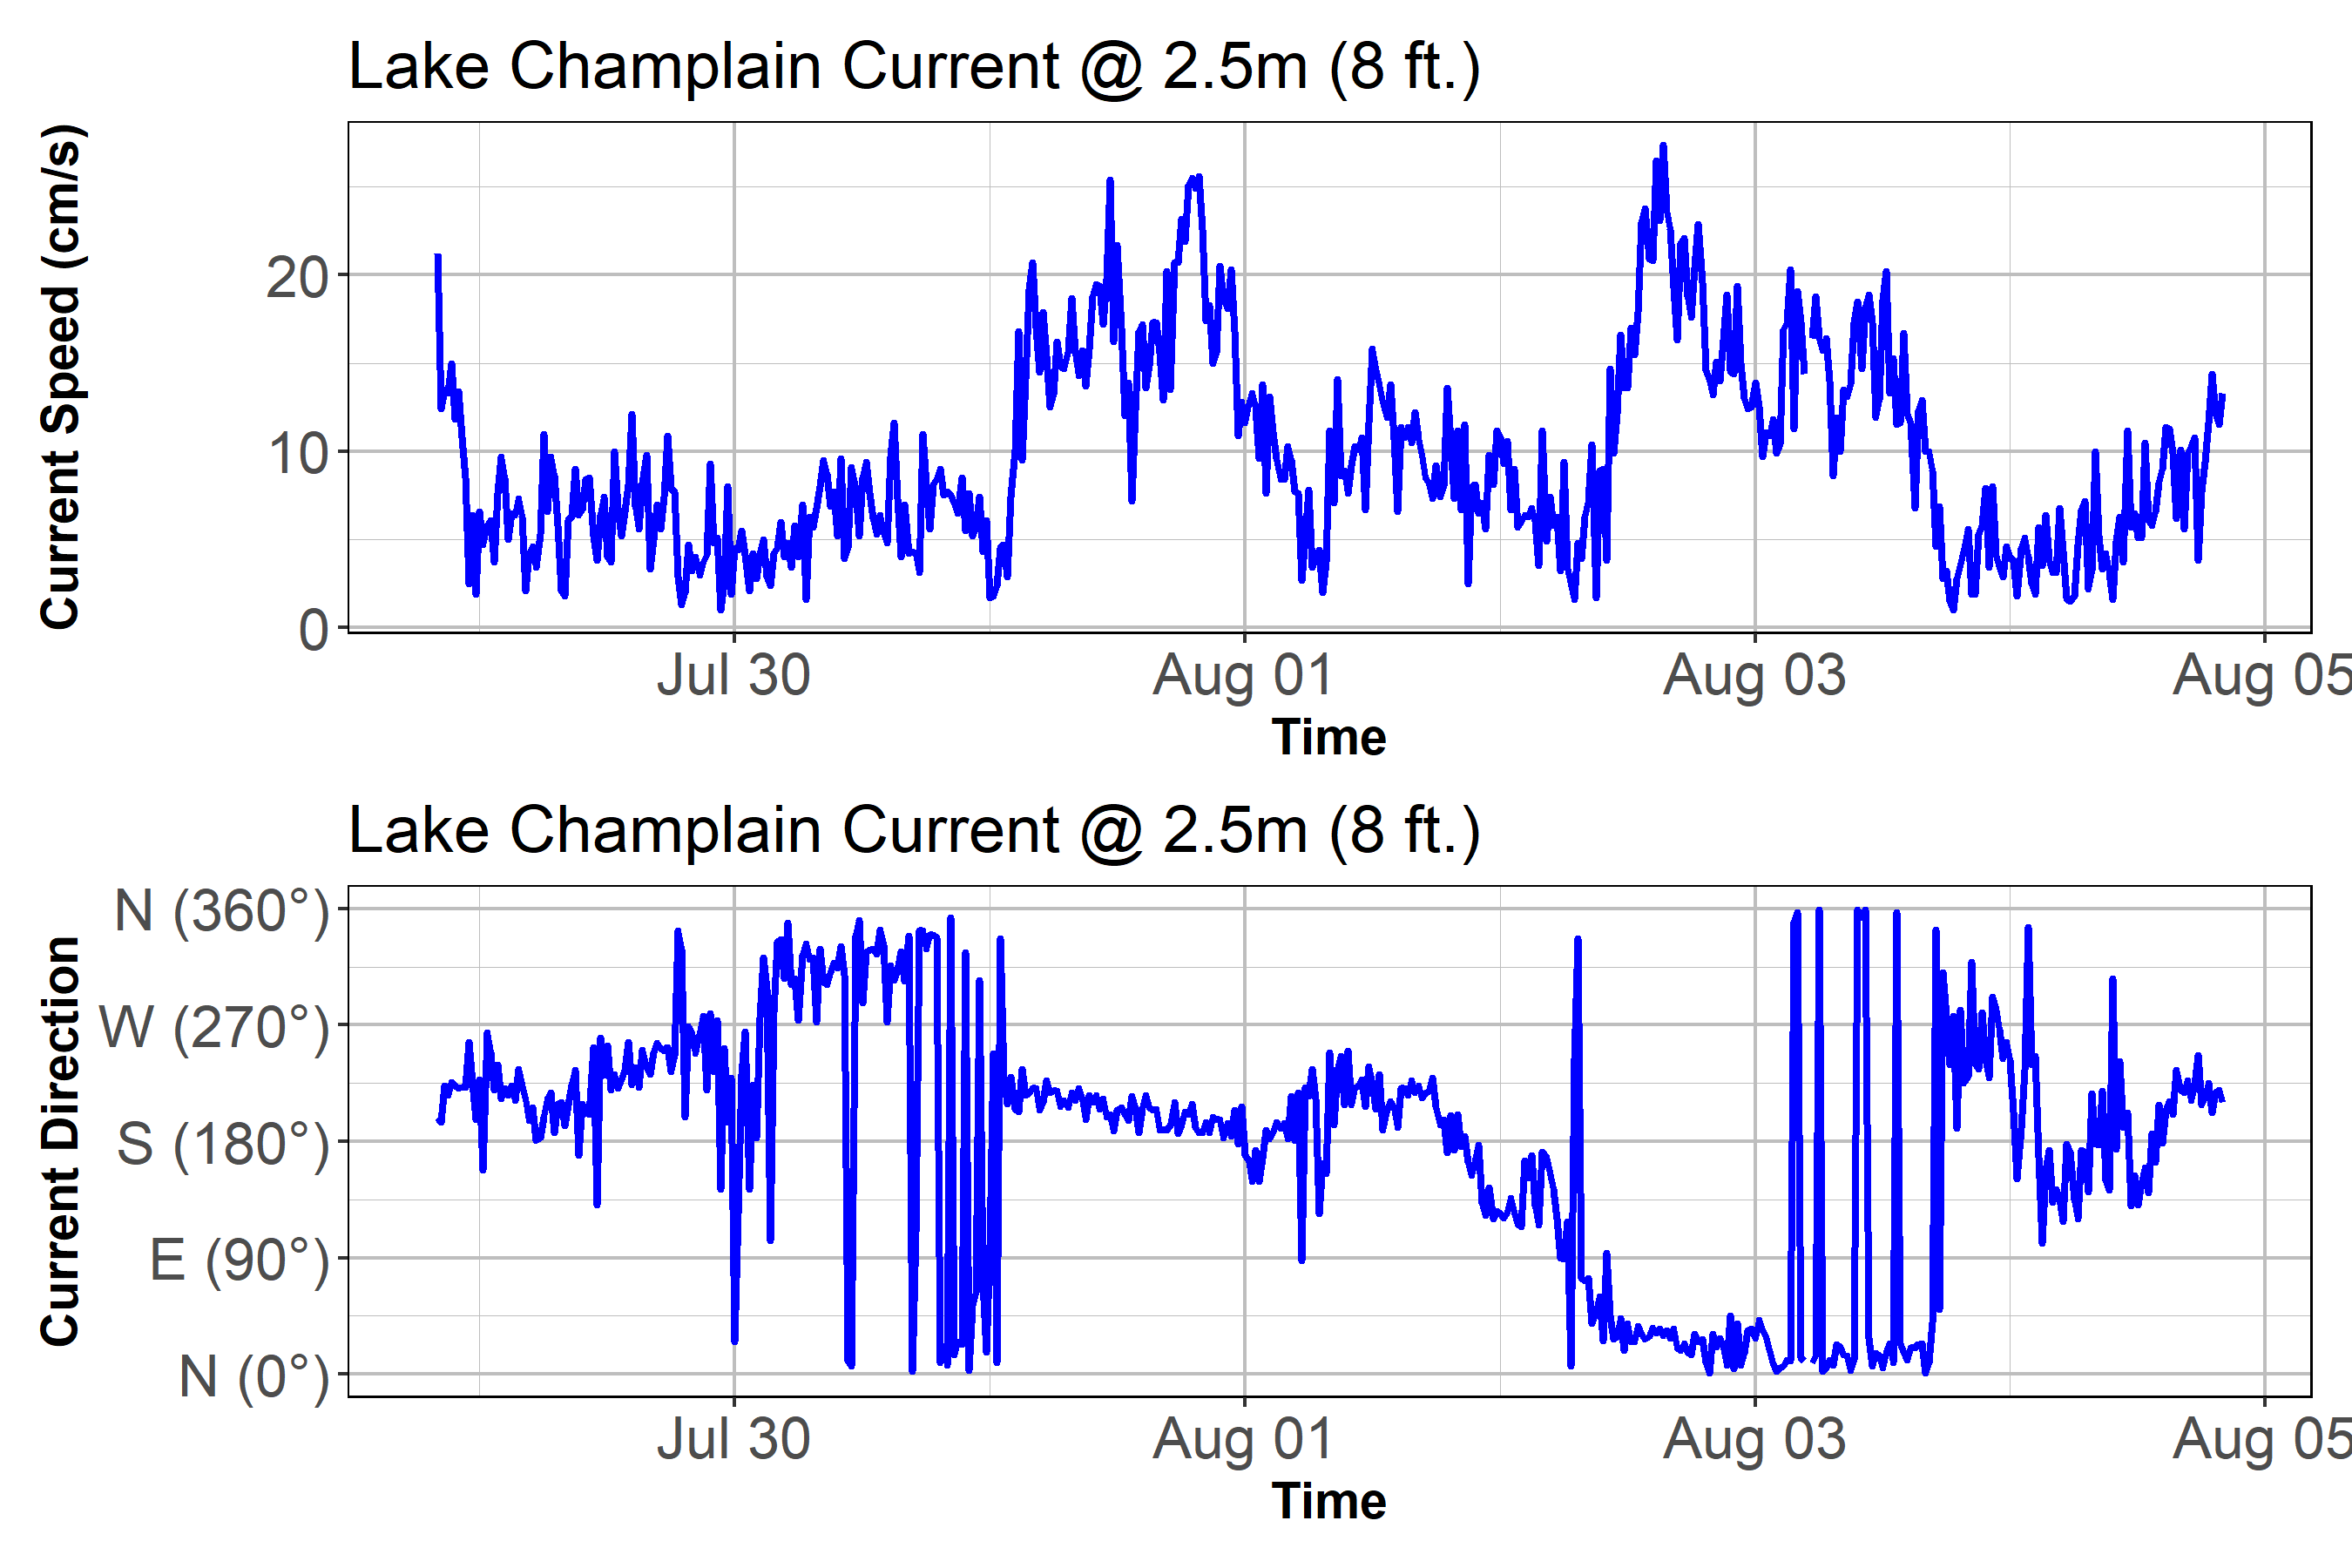 Lake Champlain Current @ 2.5m (8 ft.)
Current Speed (cm/s)
20
10
0
Jul 30
Aug 01
Aug 03
Aug 05
Time
Lake Champlain Current @ 2.5m (8 ft.)
Current Direction
N (360°)
W (270°)
S (180°)
E (90°)
N (0°)
Jul 30
Aug 01
Aug 03
Aug 05
Time